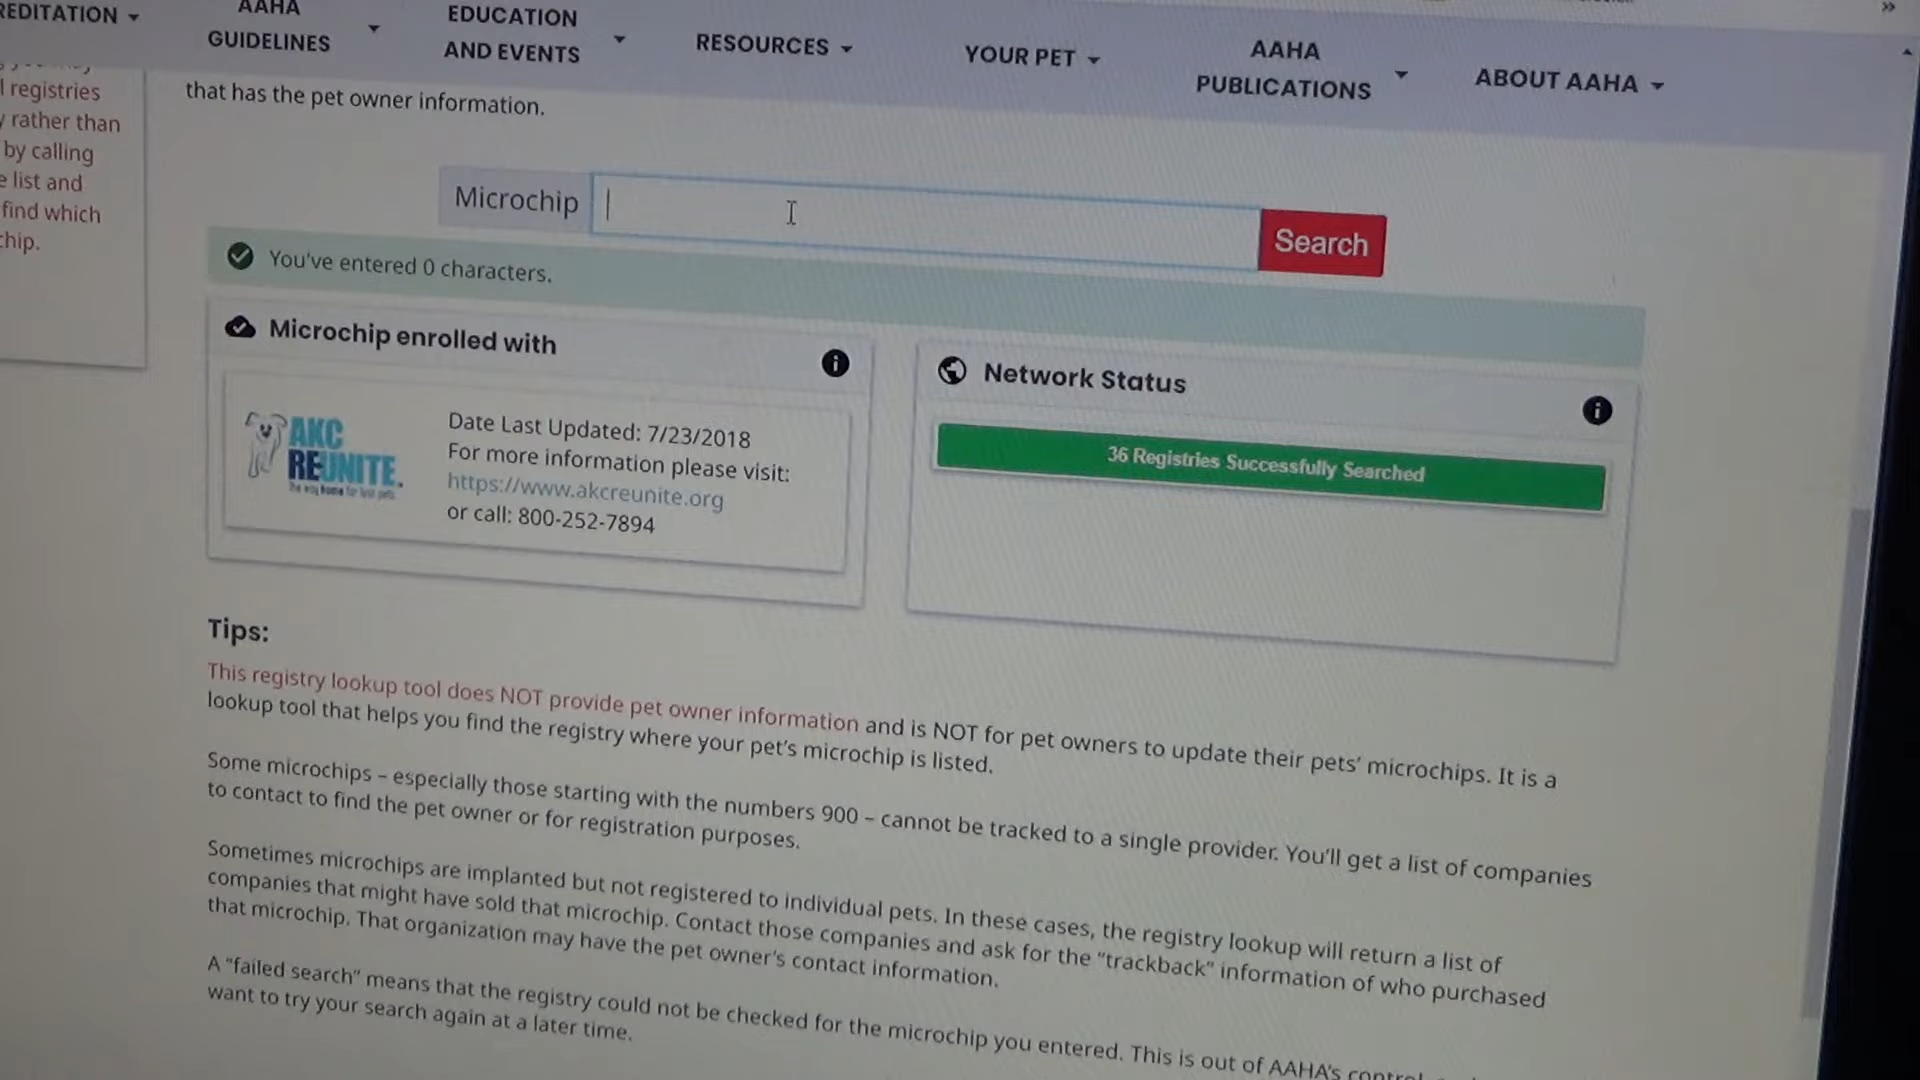 REDITATION
AAHA
GUIDELINES
EDUCATION
AND EVENTS
RESOURCES
YOUR PET
AAHA
PUBLICATIONS
ABOUT AAHA
l registries
y rather than
by calling
e list and
find which
chip.
that has the pet owner information.
Microchip
Search
You've entered 0 characters.
Microchip enrolled with
AKC
REUNITE.
The way home for lost pets.
Date Last Updated: 7/23/2018
For more information please visit:
https://www.akcreunite.org
or call: 800-252-7894
Network Status
36 Registries Successfully Searched
Tips:
This registry lookup tool does NOT provide pet owner information and is NOT for pet owners to update their pets’ microchips. It is a
lookup tool that helps you find the registry where your pet’s microchip is listed.
Some microchips – especially those starting with the numbers 900 – cannot be tracked to a single provider. You’ll get a list of companies
to contact to find the pet owner or for registration purposes.
Sometimes microchips are implanted but not registered to individual pets. In these cases, the registry lookup will return a list of
companies that might have sold that microchip. Contact those companies and ask for the “trackback” information of who purchased
that microchip. That organization may have the pet owner’s contact information.
A “failed search” means that the registry could not be checked for the microchip you entered. This is out of AAHA’s control
want to try your search again at a later time.